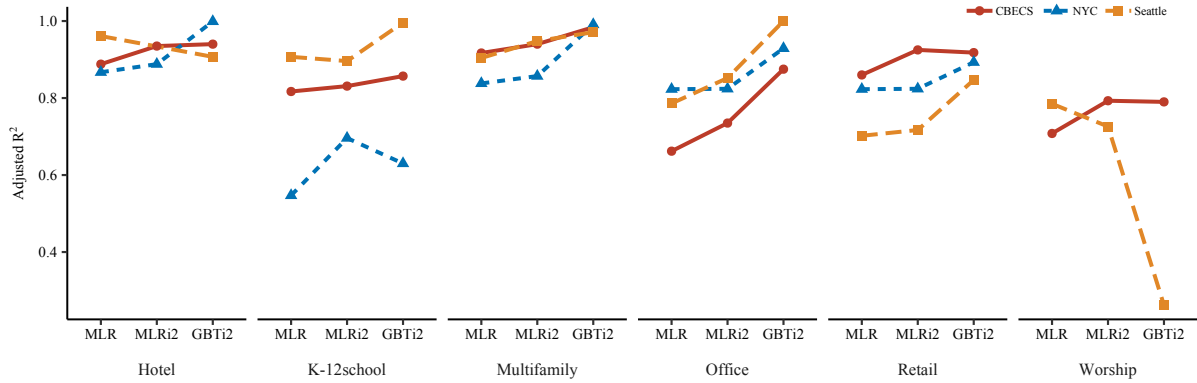 CBECS NYC Seattle
1.0
0.8
0.6
0.4
Adjusted R²
MLR MLRi2 GBTi2 MLR MLRi2 GBTi2 MLR MLRi2 GBTi2 MLR MLRi2 GBTi2 MLR MLRi2 GBTi2 MLR MLRi2 GBTi2
Hotel K-12school Multifamily Office Retail Worship